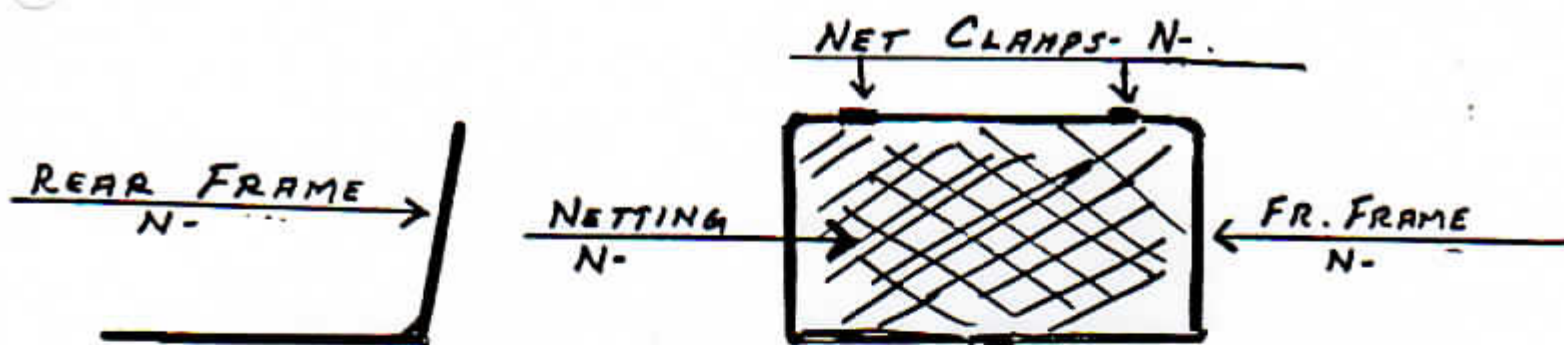 NET CLAMPS- N-.
REAR FRAME
N-
NETTING
N-
FR. FRAME
N-